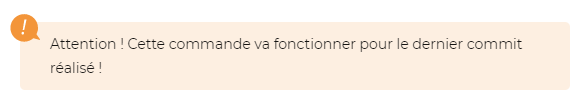 !
Attention ! Cette commande va fonctionner pour le dernier commit
réalisé !